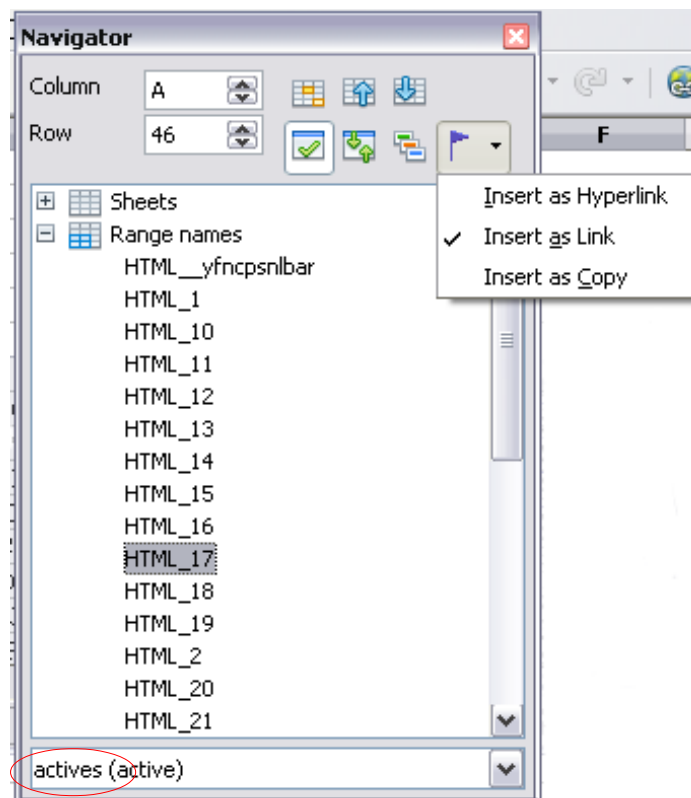 Navigator
Column A
Row 46
F
Insert as Hyperlink
Insert as Link
Insert as Copy
Sheets
Range names
HTML__yfncpsnlbar
HTML_1
HTML_10
HTML_11
HTML_12
HTML_13
HTML_14
HTML_15
HTML_16
HTML_17
HTML_18
HTML_19
HTML_2
HTML_20
HTML_21
actives (active)